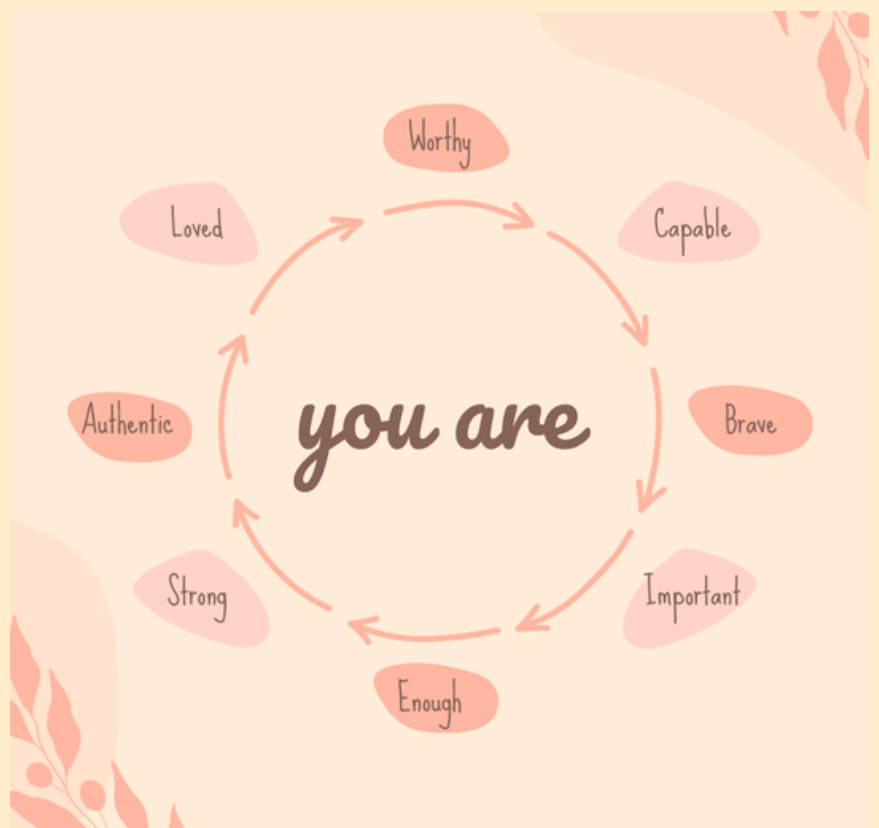 Worthy
Capable
Brave
Important
Enough
Strong
Authentic
Loved
you are